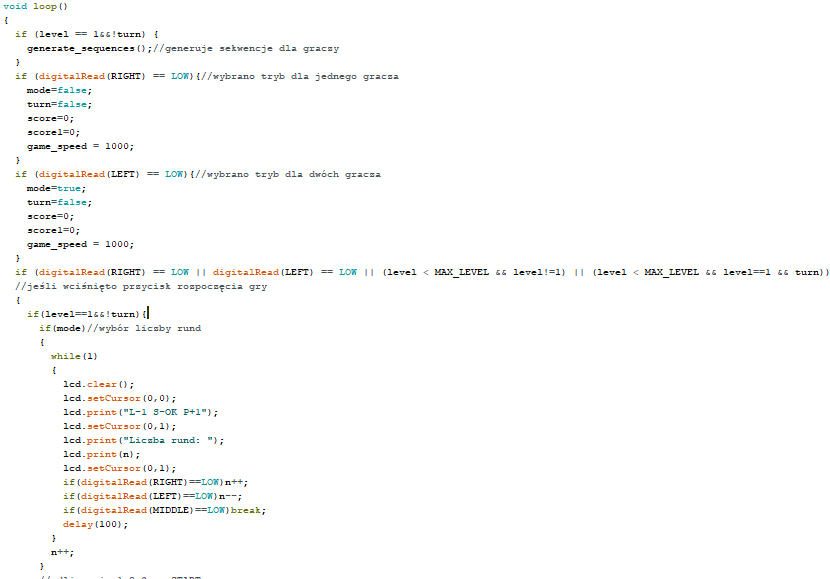 void loop()
{
if (level == 1&&!turn) {
generate_sequences();//generuje sekwencje dla graczy
}
if (digitalRead(RIGHT) == LOW){//wybrano tryb dla jednego gracza
mode=false;
turn=false;
score=0;
score1=0;
game_speed = 1000;
}
if (digitalRead(LEFT) == LOW){//wybrano tryb dla dwóch gracza
mode=true;
turn=false;
score=0;
score1=0;
game_speed = 1000;
}
if (digitalRead(RIGHT) == LOW || digitalRead(LEFT) == LOW || (level < MAX_LEVEL && level!=1) || (level < MAX_LEVEL && level==1 && turn))
//jeśli wciśnięto przycisk rozpoczęcia gry
{
if(level==1&&!turn){
if(mode)//wybór liczby rund
{
while(1)
{
lcd.clear();
lcd.setCursor(0,0);
lcd.print("L-1 S-OK P+1");
lcd.setCursor(0,1);
lcd.print("Liczba rund: ");
lcd.print(n);
lcd.setCursor(0,1);
if(digitalRead(RIGHT)==LOW)n++;
if(digitalRead(LEFT)==LOW)n--;
if(digitalRead(MIDDLE)==LOW)break;
delay(100);
}
n++;
}